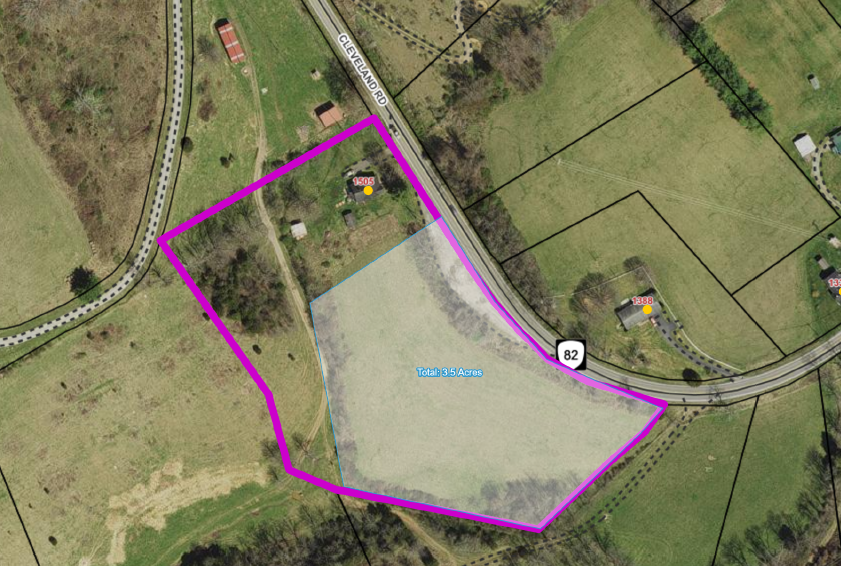 CLEVELAND RD
1505
1368
82
Total: 3.5 Acres